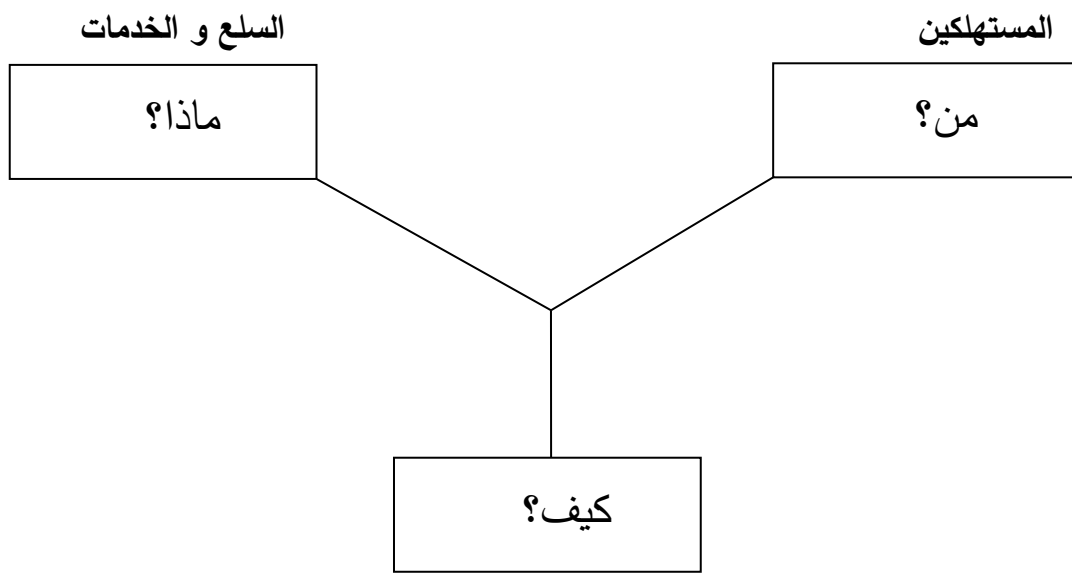 المستهلكين
السلع و الخدمات
من؟
ماذا؟
كيف؟